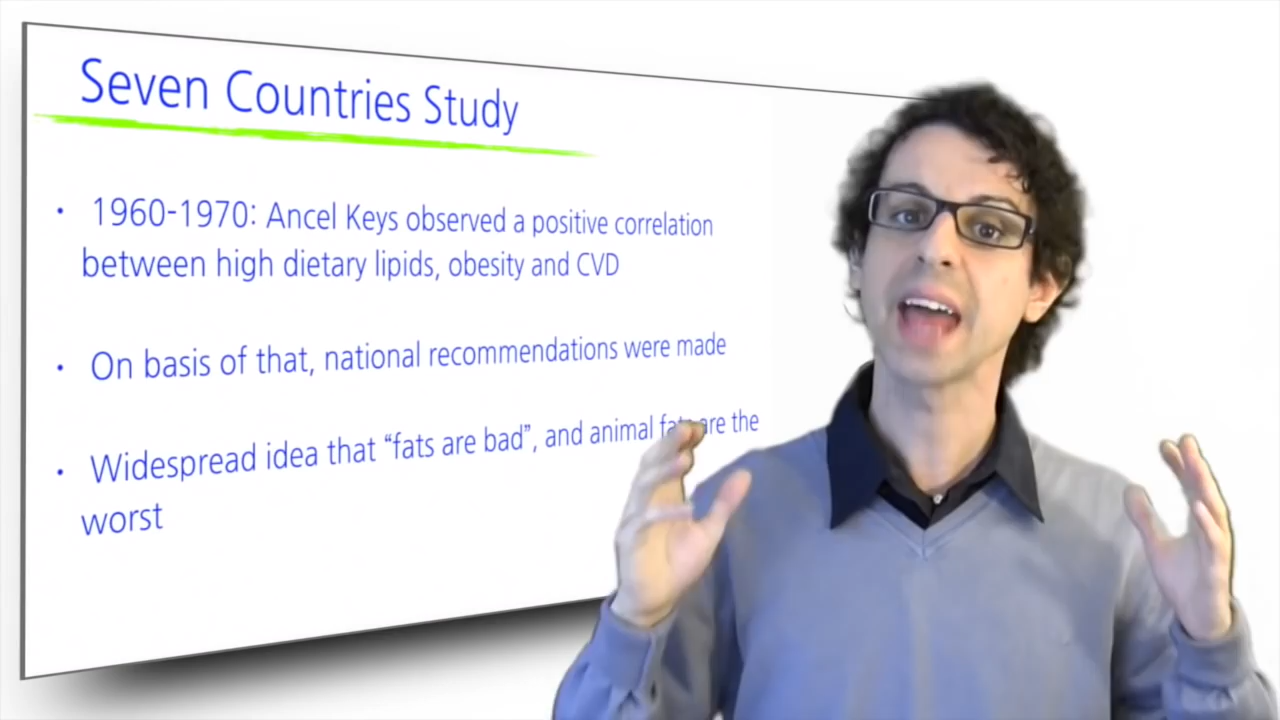 Seven Countries Study
• 1960-1970: Ancel Keys observed a positive correlation
between high dietary lipids, obesity and CVD
• On basis of that, national recommendations were made
• Widespread idea that “fats are bad”, and animal fats are the
worst